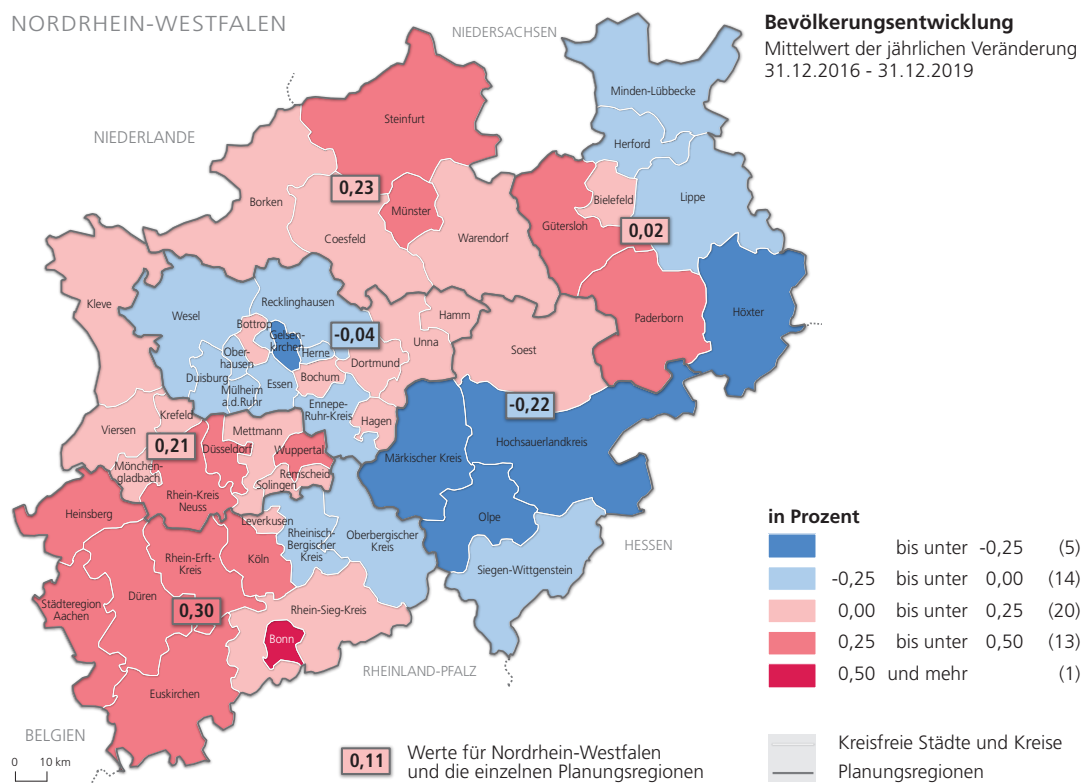 NORDRHEIN-WESTFALEN
Bevölkerungsentwicklung
Mittelwert der jährlichen Veränderung
31.12.2016 - 31.12.2019
NIEDERSACHSEN
NIEDERLANDE
Minden-Lübbecke
Steinfurt
Herford
0,23
Bielefeld
Lippe
Borken
Münster
Gütersloh
0,02
Coesfeld
Warendorf
Kleve
Recklinghausen
Wesel
Hamm
Paderborn
Höxter
Bottrop
Gelsen-
kirchen
-0,04
Unna
Soest
Ober-
hausen
Herne
Dortmund
Duisburg
Essen
Bochum
Mülheim
a.d.Ruhr
Ennepe-
Ruhr-Kreis
-0,22
Krefeld
Hagen
Viersen
Mettmann
Hochsauerlandkreis
0,21
Düsseldorf
Wuppertal
Märkischer Kreis
Mönchen-
gladbach
Remscheid
Solingen
Rhein-Kreis
Neuss
Heinsberg
Leverkusen
Olpe
Rheinisch-
Bergischer
Kreis
Oberbergischer
Kreis
HESSEN
Rhein-Erft-
Kreis
Köln
Siegen-Wittgenstein
Düren
Städteregion
Aachen
0,30
Rhein-Sieg-Kreis
Bonn
RHEINLAND-PFALZ
Euskirchen
BELGIEN
0 10 km
in Prozent
bis unter -0,25 (5)
-0,25 bis unter 0,00 (14)
0,00 bis unter 0,25 (20)
0,25 bis unter 0,50 (13)
0,50 und mehr (1)
0,11 Werte für Nordrhein-Westfalen
und die einzelnen Planungsregionen
Kreisfreie Städte und Kreise
Planungsregionen